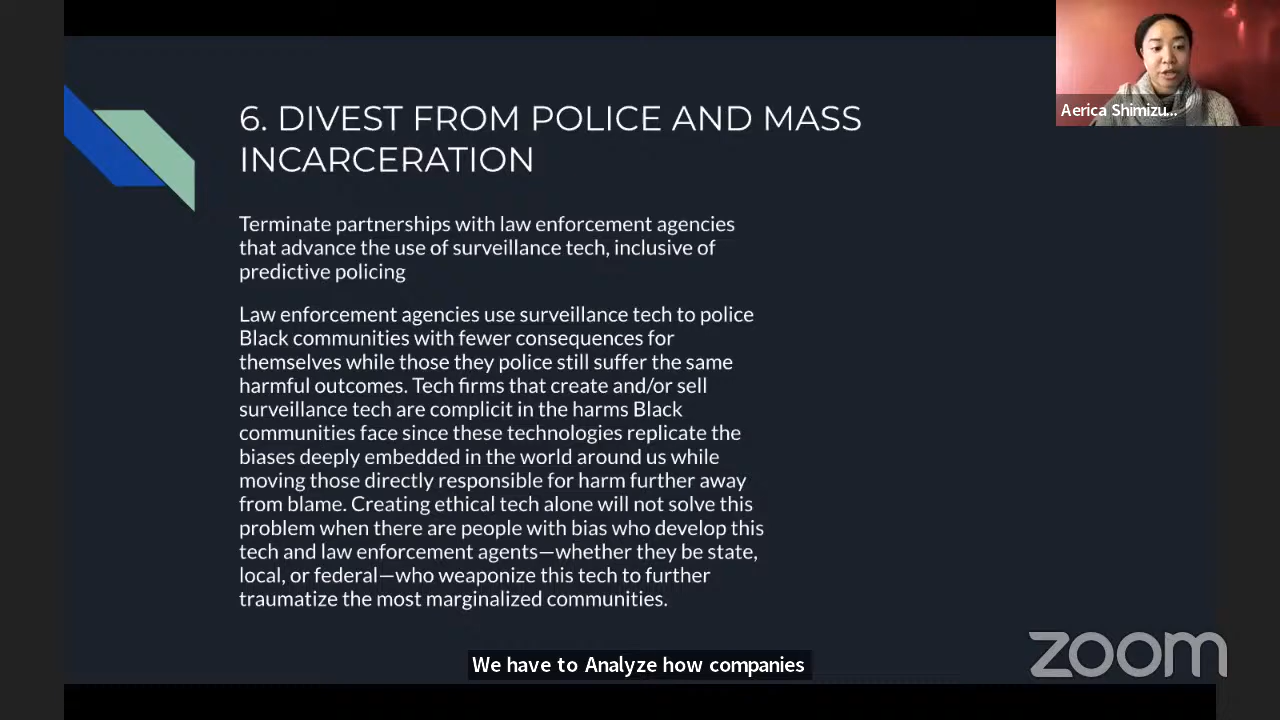 6. DIVEST FROM POLICE AND MASS
INCARCERATION
Aerica Shimizu...
Terminate partnerships with law enforcement agencies
that advance the use of surveillance tech, inclusive of
predictive policing
Law enforcement agencies use surveillance tech to police
Black communities with fewer consequences for
themselves while those they police still suffer the same
harmful outcomes. Tech firms that create and/or sell
surveillance tech are complicit in the harms Black
communities face since these technologies replicate the
biases deeply embedded in the world around us while
moving those directly responsible for harm further away
from blame. Creating ethical tech alone will not solve this
problem when there are people with bias who develop this
tech and law enforcement agents—whether they be state,
local, or federal—who weaponize this tech to further
traumatize the most marginalized communities.
We have to Analyze how companies
zoom